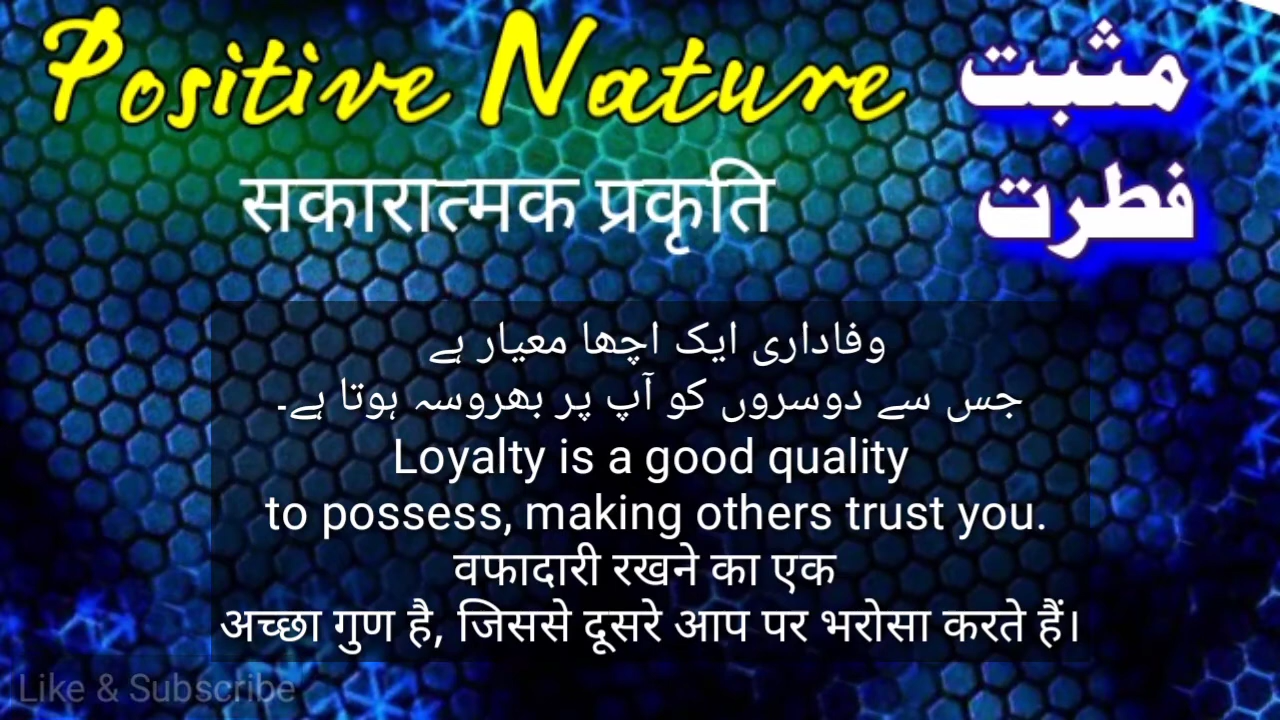 Positive Nature
مثبت
فطرت
सकारात्मक प्रकृति
وفاداری ایک اچھا معیار ہے
جس سے دوسروں کو آپ پر بھروسہ ہوتا ہے۔
Loyalty is a good quality
to possess, making others trust you.
वफादारी रखने का एक
अच्छा गुण है, जिससे दूसरे आप पर भरोसा करते हैं।
Like & Subscribe